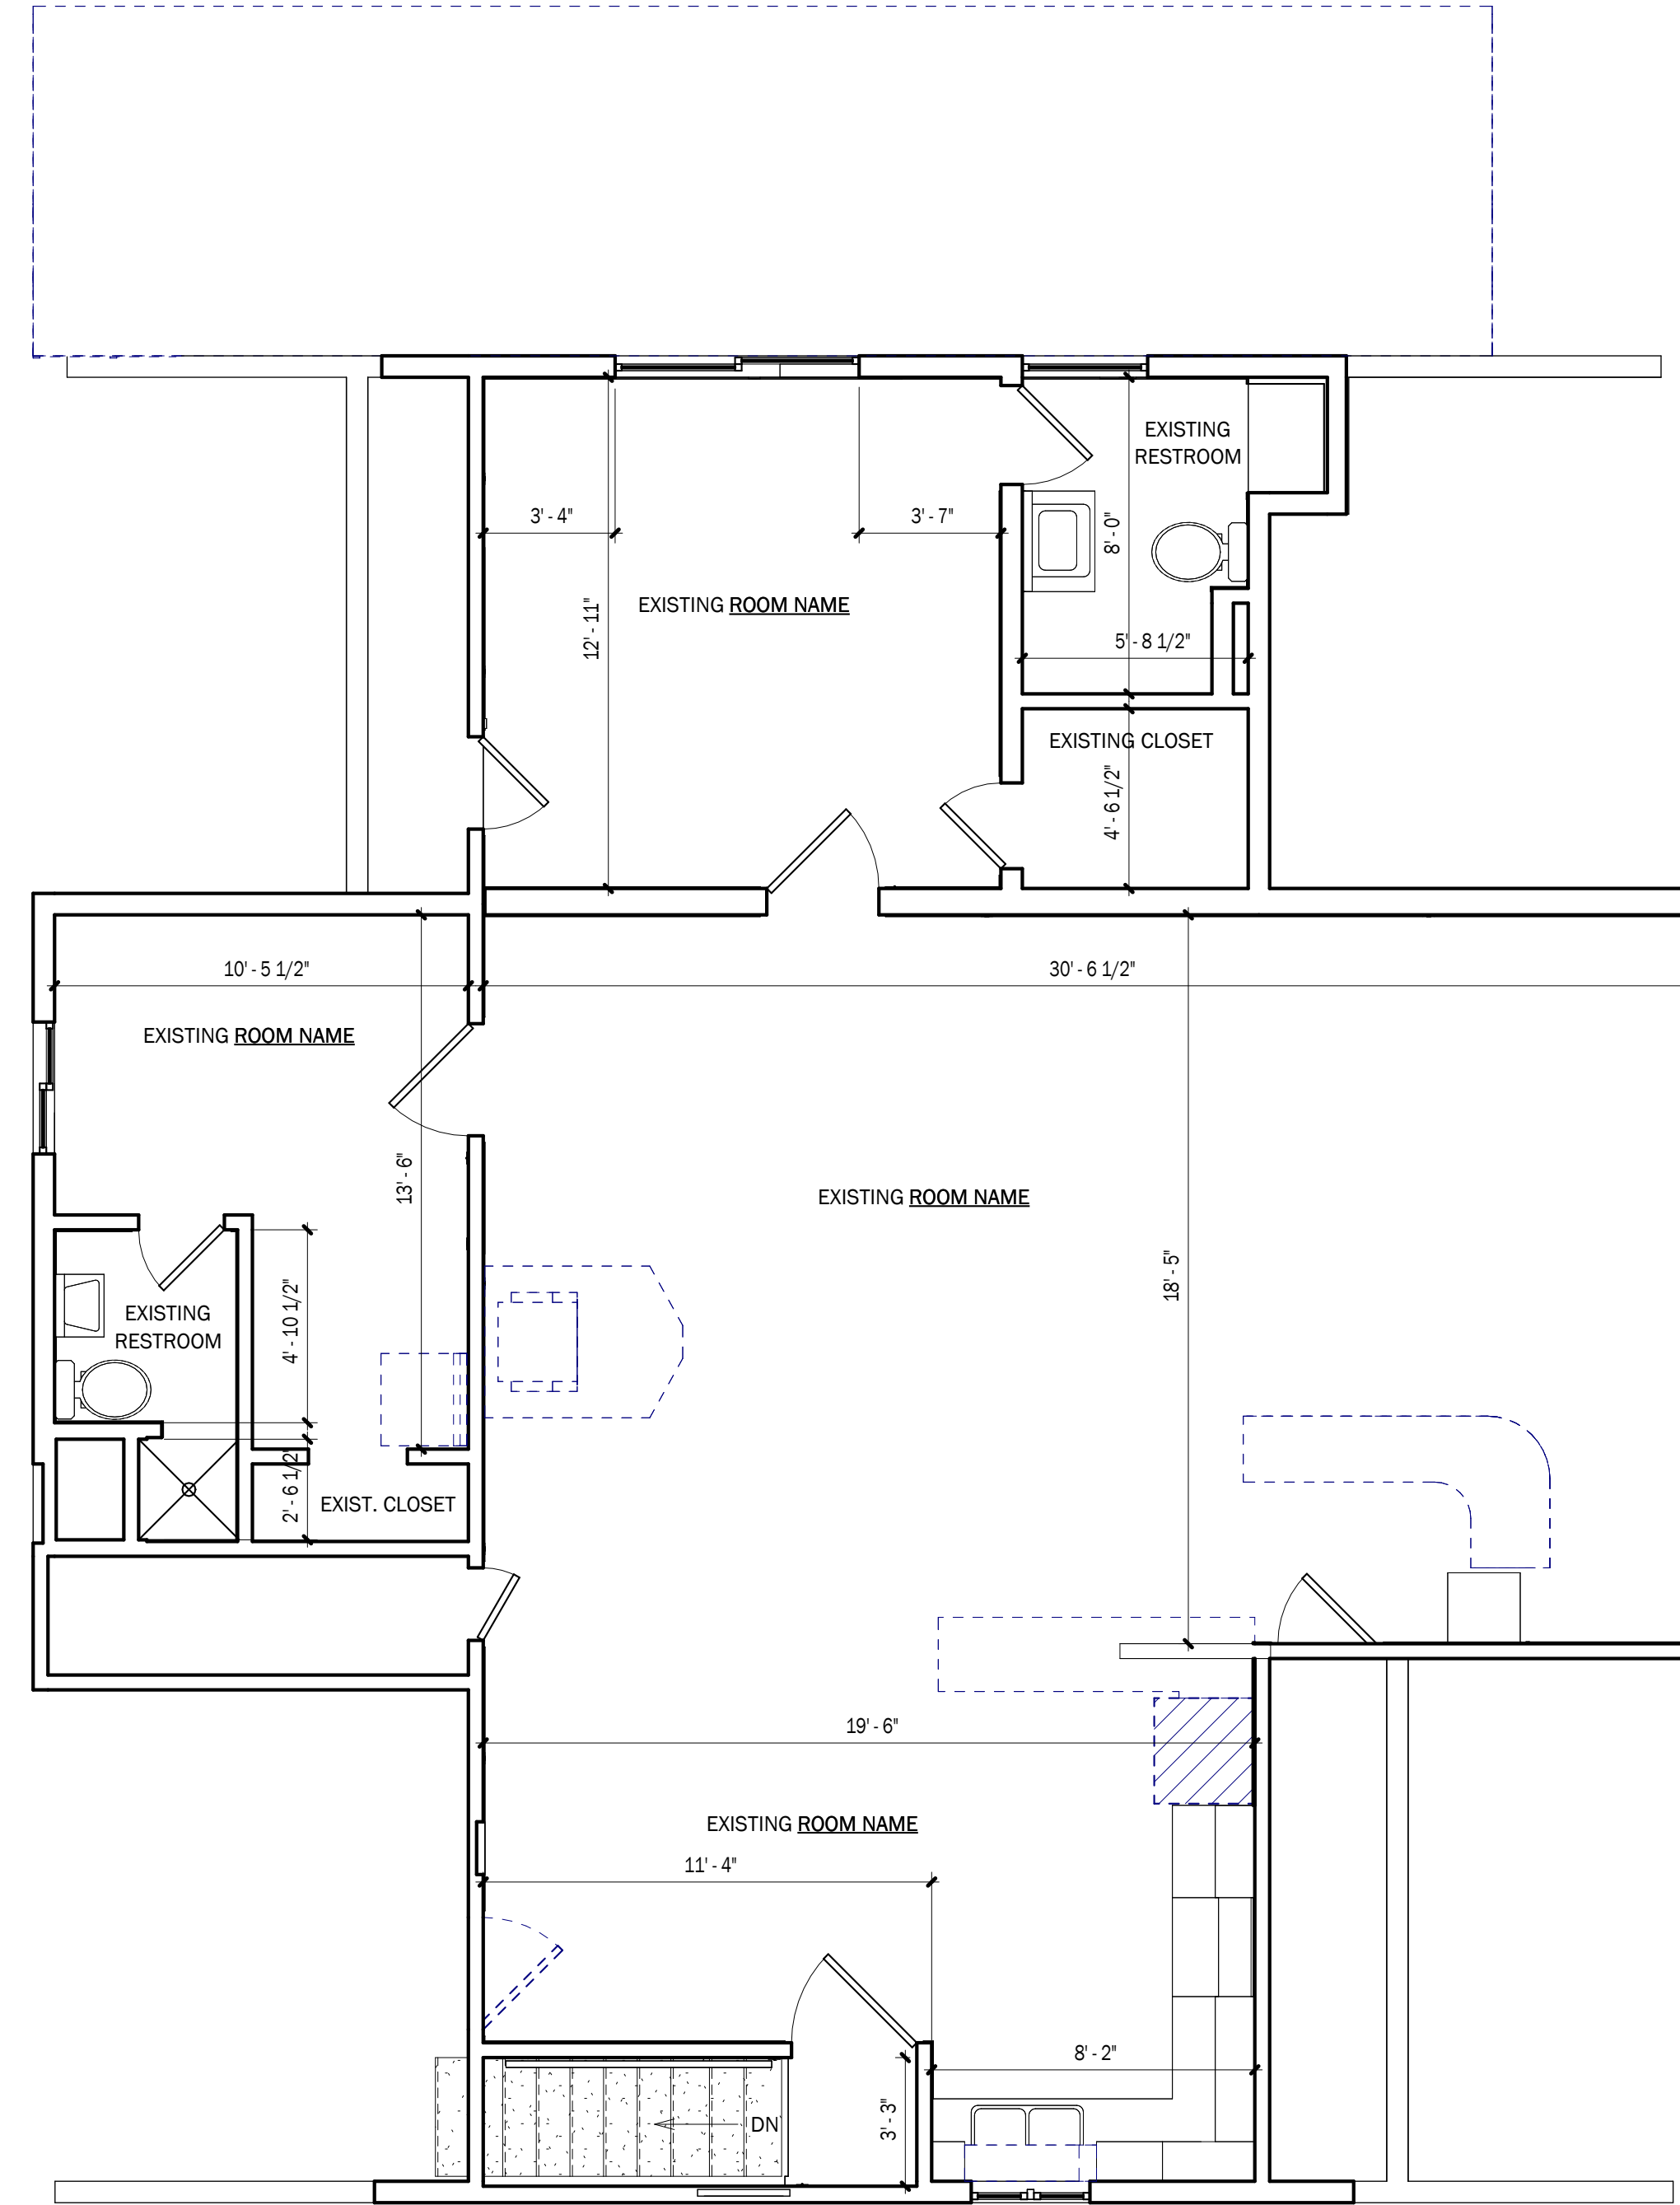 EXISTING
RESTROOM
3' - 4"
3' - 7"
8' - 0"
EXISTING ROOM NAME
12' - 11"
5' - 8 1/2"
EXISTING CLOSET
4' - 6 1/2"
10' - 5 1/2"
30' - 6 1/2"
EXISTING ROOM NAME
13' - 6"
EXISTING ROOM NAME
18' - 5"
4' - 10 1/2"
EXISTING
RESTROOM
2' - 6 1/2"
EXIST. CLOSET
19' - 6"
EXISTING ROOM NAME
11' - 4"
8' - 2"
3' - 3"
DN